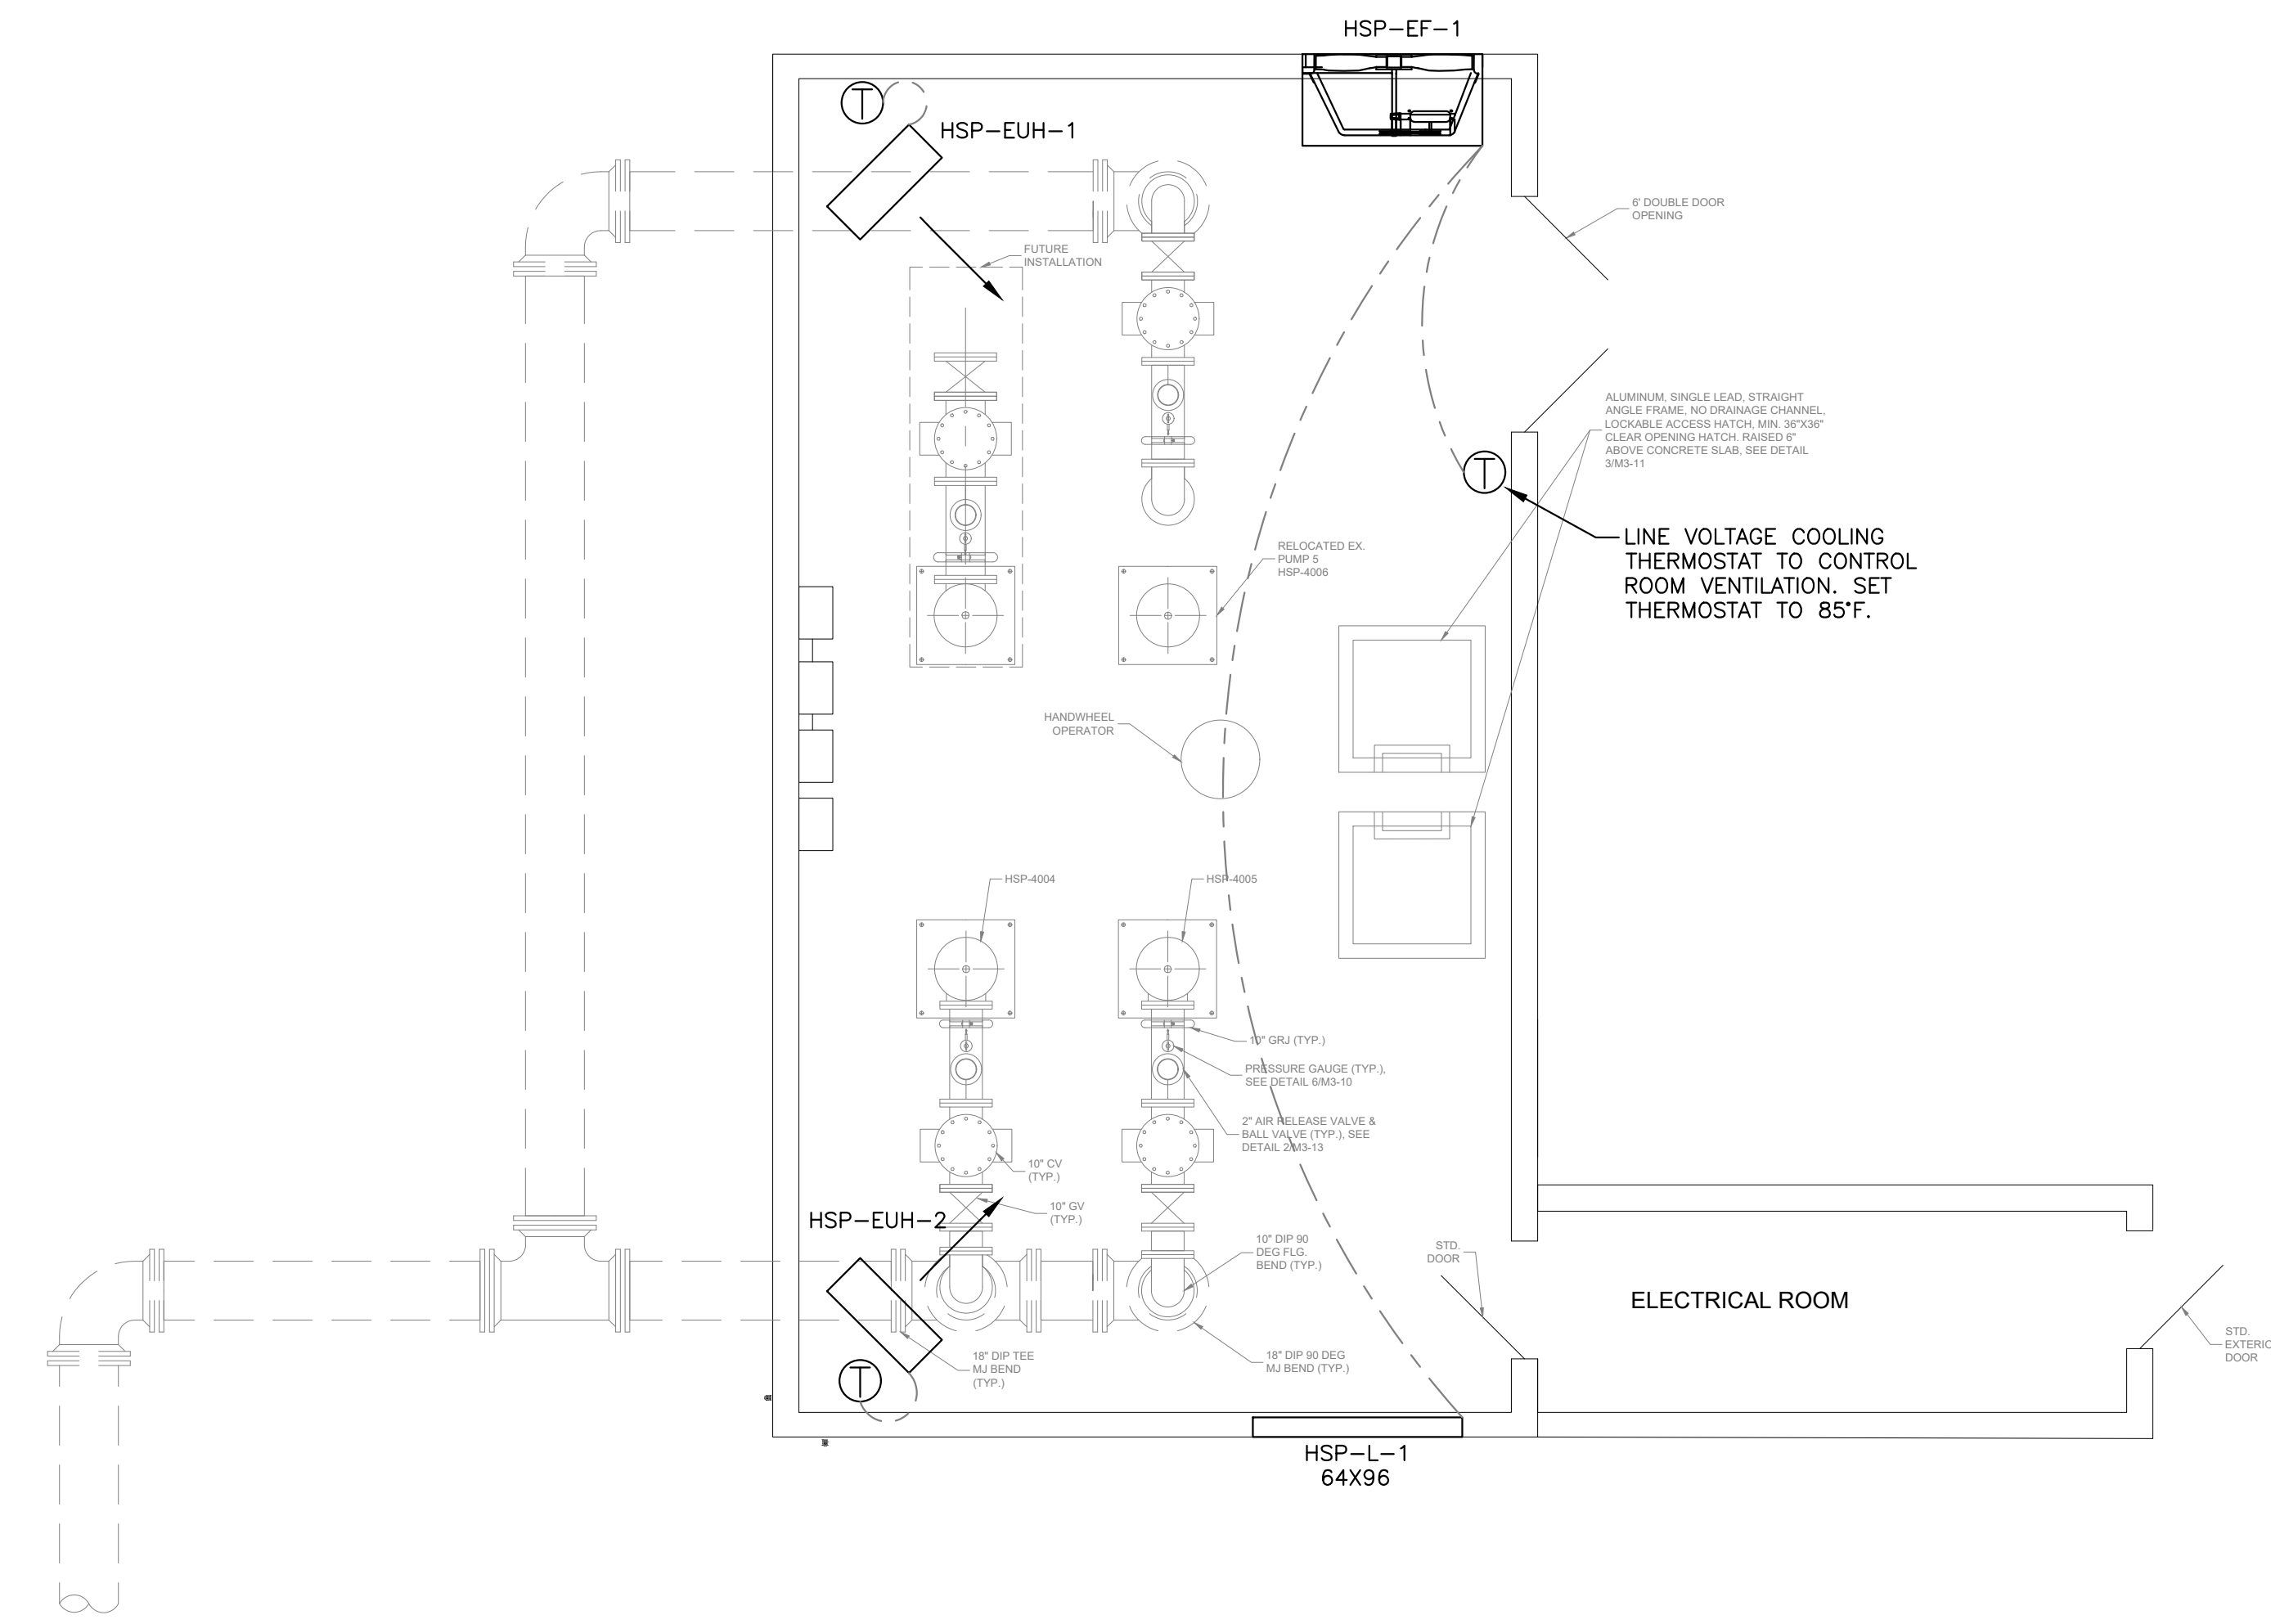 HSP-EF-1
T
HSP-EUH-1
6' DOUBLE DOOR
OPENING
FUTURE
INSTALLATION
ALUMINUM, SINGLE LEAD, STRAIGHT
ANGLE FRAME, NO DRAINAGE CHANNEL,
LOCKABLE ACCESS HATCH, MIN. 36"X36"
CLEAR OPENING HATCH. RAISED 6"
ABOVE CONCRETE SLAB, SEE DETAIL
3/M3-11
T
LINE VOLTAGE COOLING
THERMOSTAT TO CONTROL
ROOM VENTILATION. SET
THERMOSTAT TO 85°F.
RELOCATED EX.
PUMP 5
HSP-4006
HANDWHEEL
OPERATOR
HSP-4004
HSP-4005
10" GRJ (TYP.)
PRESSURE GAUGE (TYP.),
SEE DETAIL 6/M3-10
2" AIR RELEASE VALVE &
BALL VALVE (TYP.), SEE
DETAIL 2/M3-13
10" CV
(TYP.)
10" GV
(TYP.)
HSP-EUH-2
10" DIP 90
DEG FLG.
BEND (TYP.)
STD.
DOOR
ELECTRICAL ROOM
STD.
EXTERIO
DOOR
18" DIP TEE
MJ BEND
(TYP.)
18" DIP 90 DEG
MJ BEND (TYP.)
T
HSP-L-1
64X96